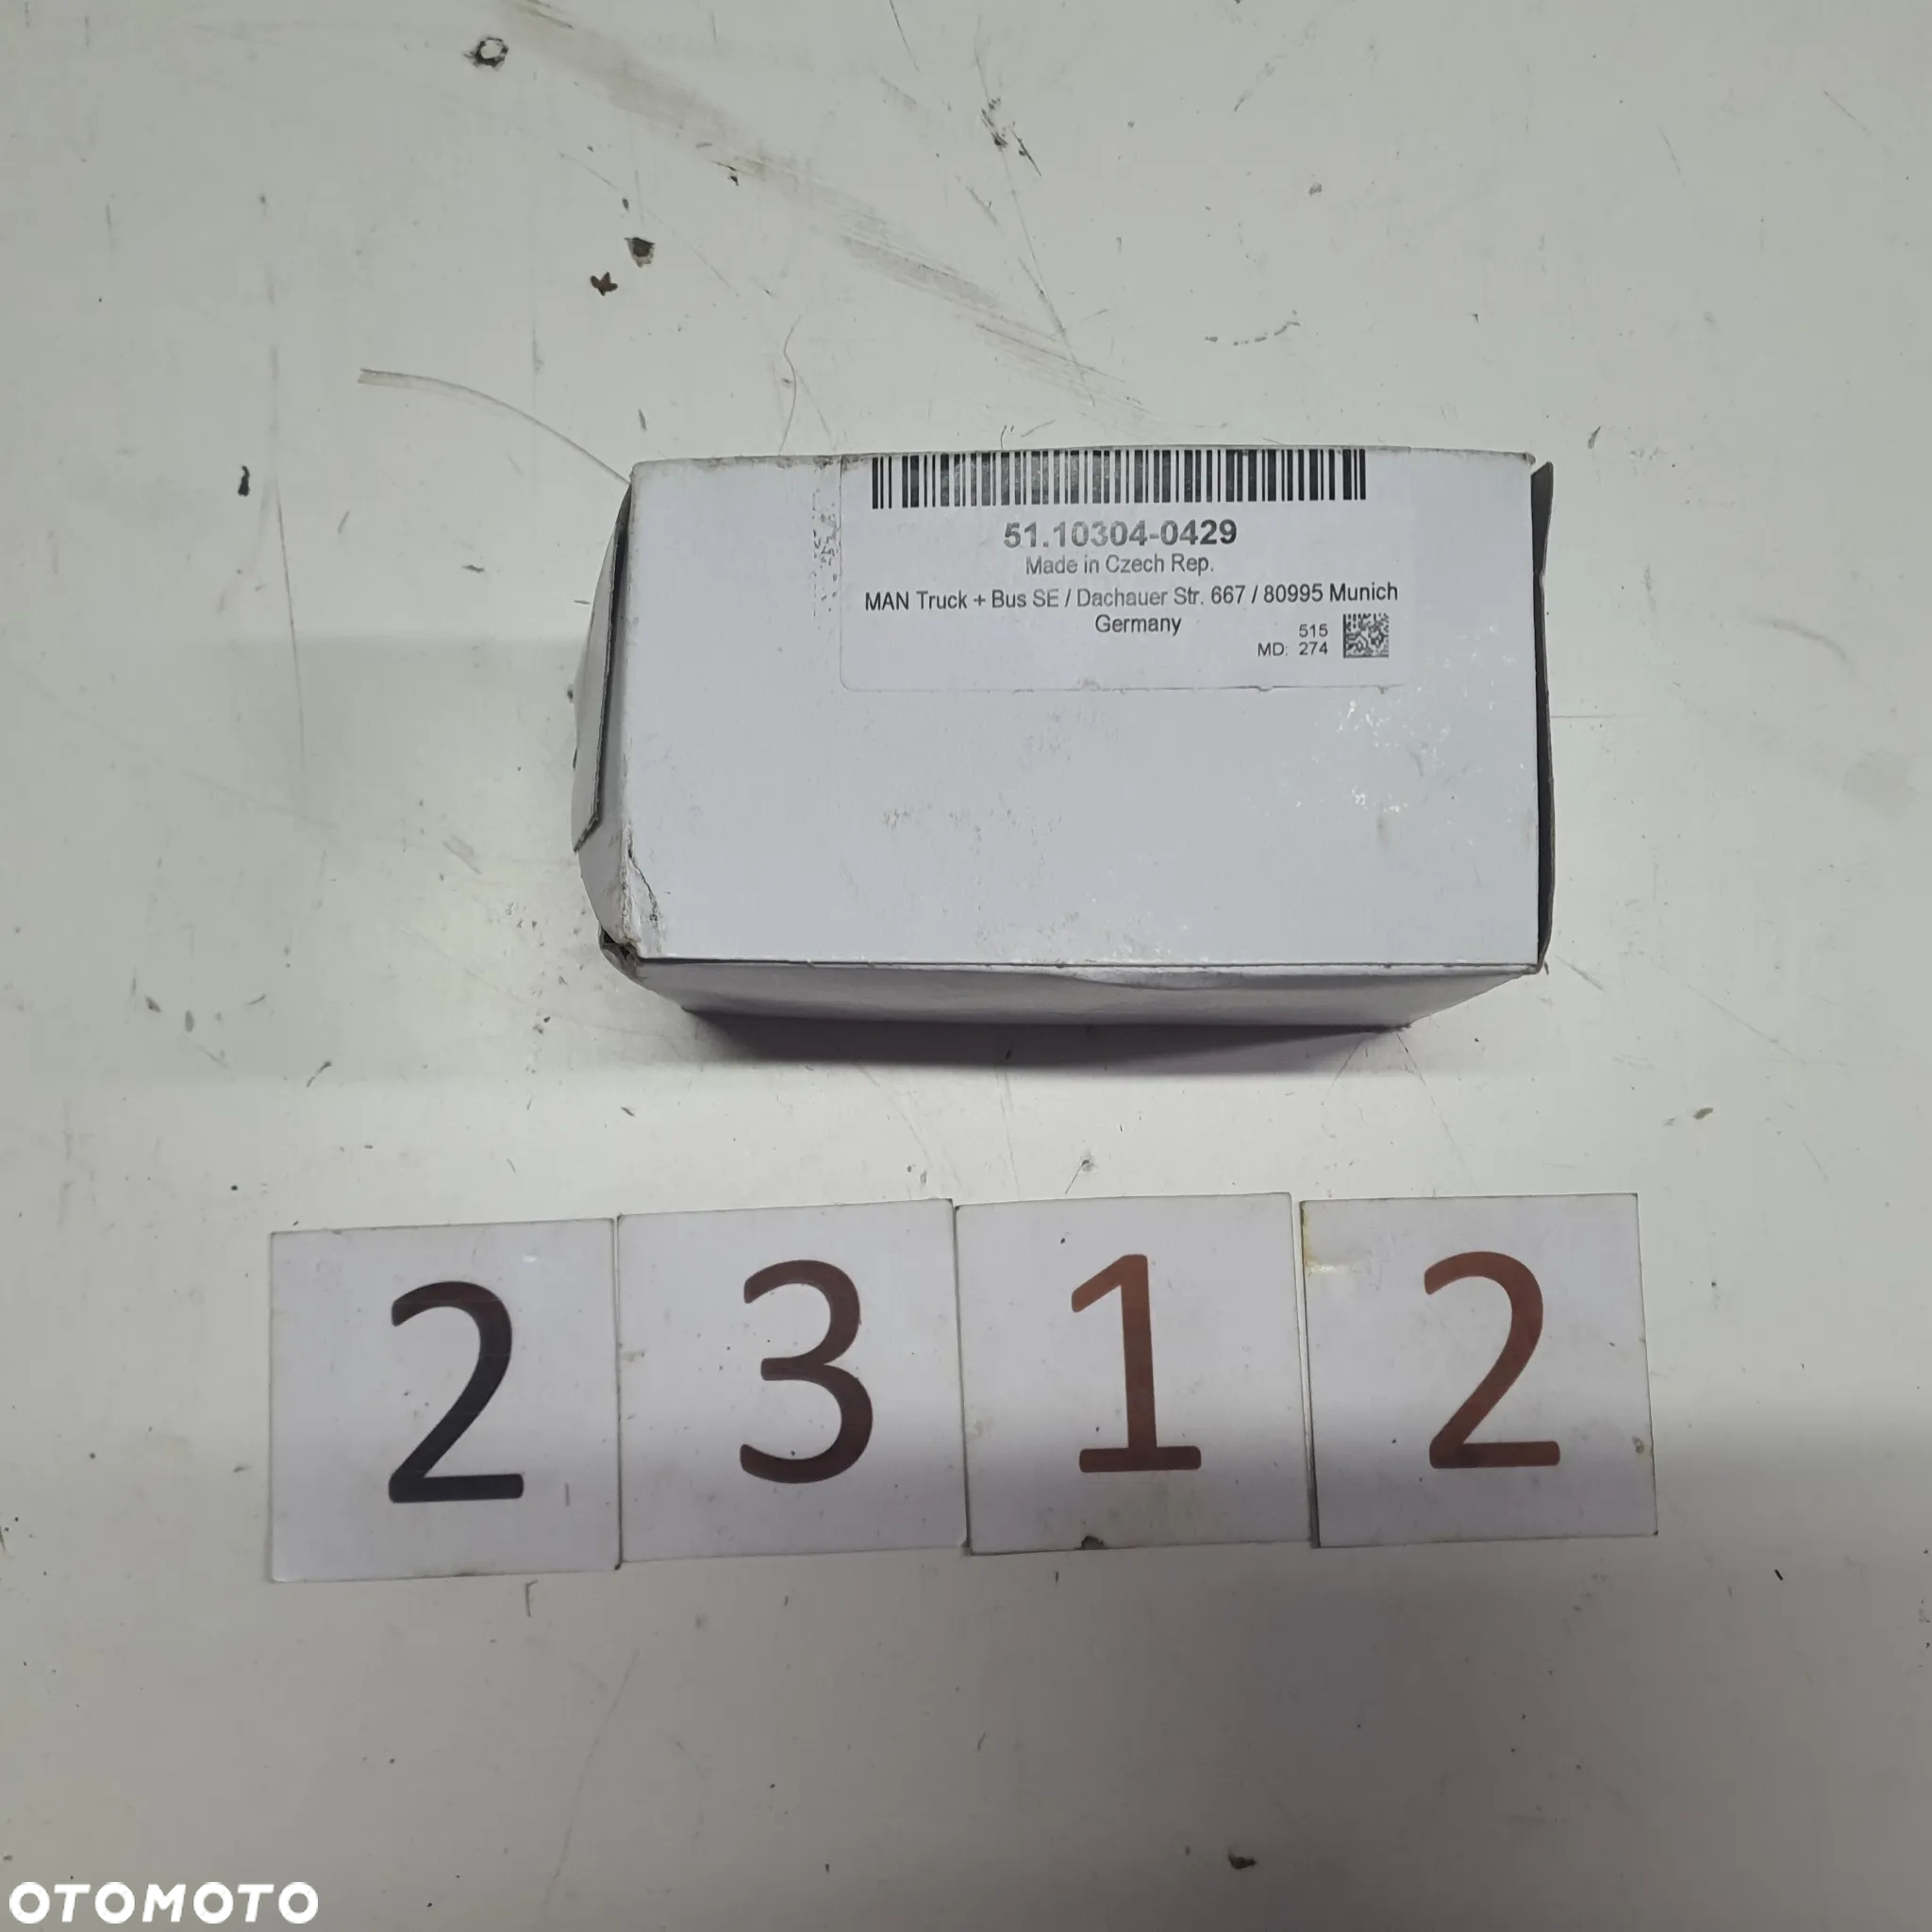 51.10304-0429
Made in Czech Rep.
MAN Truck + Bus SE / Dachauer Str. 667 / 80995 Munich
Germany
515
MD: 274
2 3 1 2
OTOMOTO